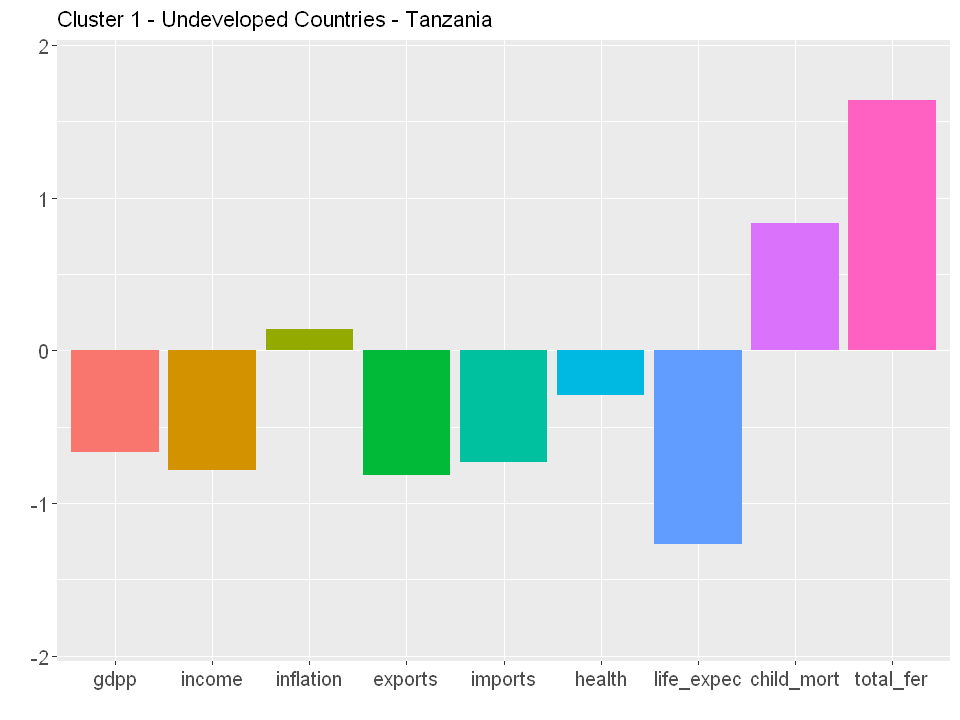 Cluster 1 - Undeveloped Countries - Tanzania
2
1
0
-1
-2
gdpp income inflation exports imports health life_expec child_mort total_fer